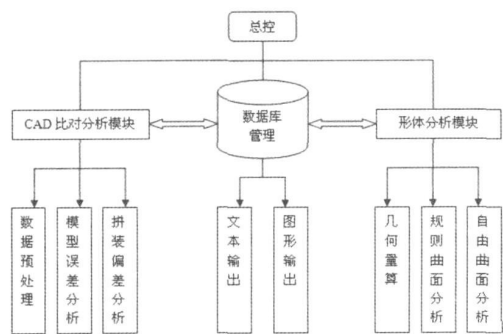 总控
CAD 比对分析模块
数据库
管理
形体分析模块
数据预处理
模型误差分析
拼装偏差分析
文本输出
图形输出
几何量算
规则曲面分析
自由曲面分析